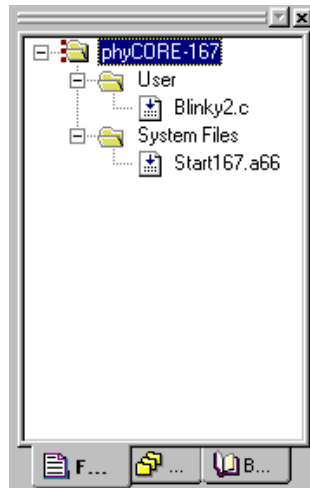 phyCORE-167
User
Blinky2.c
System Files
Start167.a66
F... ... B...